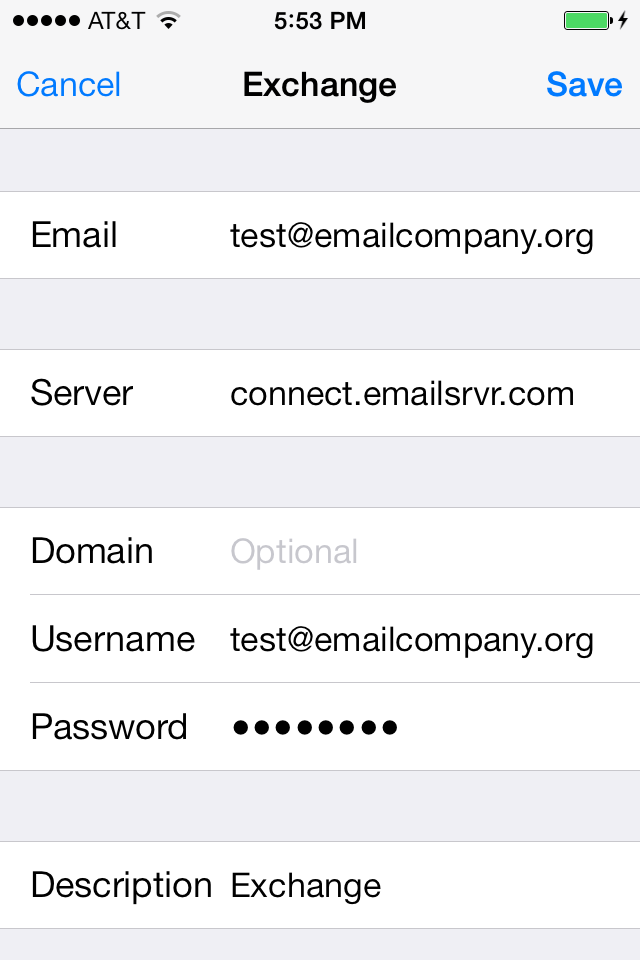 AT&T 5:53 PM
Cancel Exchange Save
Email test@emailcompany.org
Server connect.emailsrvr.com
Domain Optional
Username test@emailcompany.org
Password ●●●●●●●●
Description Exchange